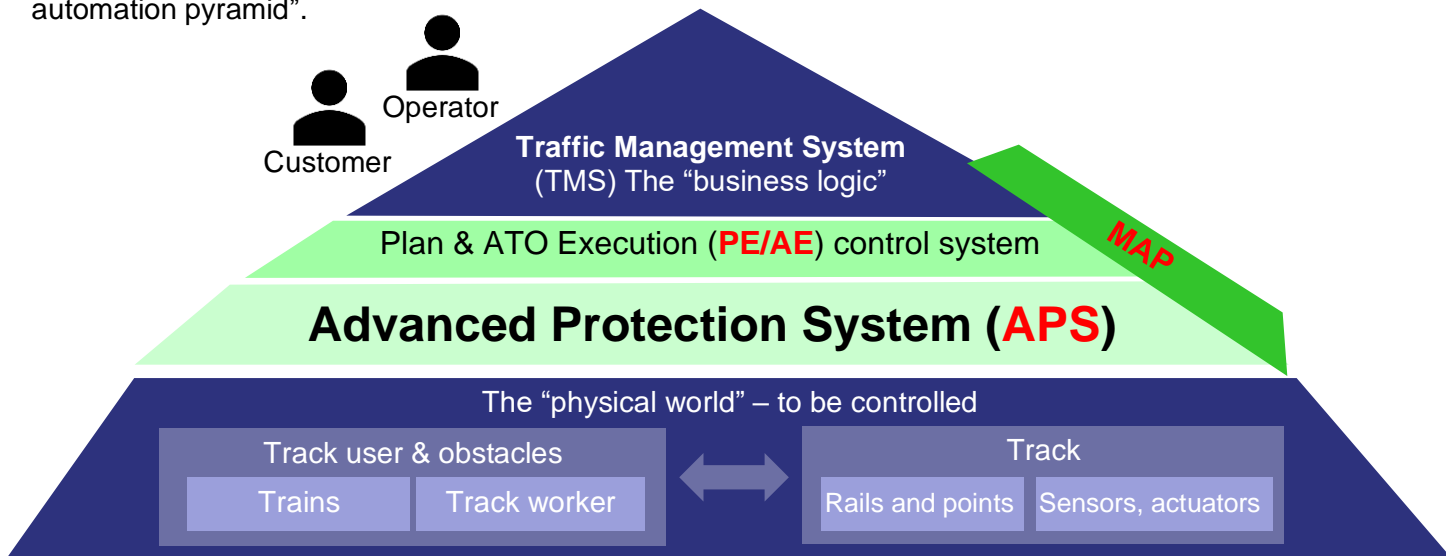 automation pyramid”.
Operator
Customer
Traffic Management System
(TMS) The “business logic”
MAP
Plan & ATO Execution (PE/AE) control system
Advanced Protection System (APS)
The “physical world” – to be controlled
Track user & obstacles
Trains
Track worker
Track
Rails and points
Sensors, actuators